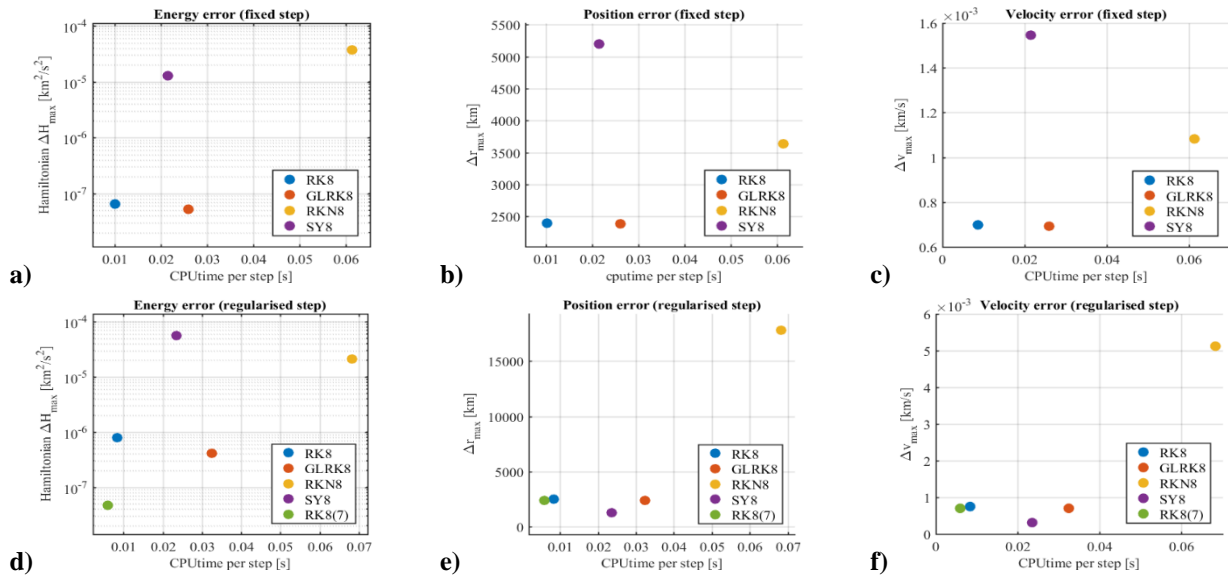 Energy error (fixed step)
Hamiltonian ΔH_max [km²/s²]
10⁻⁴
10⁻⁵
10⁻⁶
10⁻⁷
RK8
GLRK8
RKN8
SY8
0.01 0.02 0.03 0.04 0.05 0.06
CPUtime per step [s]
a)
Position error (fixed step)
Δr_max [km]
5500
5000
4500
4000
3500
3000
2500
RK8
GLRK8
RKN8
SY8
0.01 0.02 0.03 0.04 0.05 0.06
cputime per step [s]
b)
Velocity error (fixed step)
×10⁻³
Δv_max [km/s]
1.6
1.4
1.2
1
0.8
0.6
RK8
GLRK8
RKN8
SY8
0 0.02 0.04 0.06
CPUtime per step [s]
c)
Energy error (regularised step)
Hamiltonian ΔH_max [km²/s²]
10⁻⁴
10⁻⁵
10⁻⁶
10⁻⁷
RK8
GLRK8
RKN8
SY8
RK8(7)
0.01 0.02 0.03 0.04 0.05 0.06 0.07
CPUtime per step [s]
d)
Position error (regularised step)
Δr_max [km]
15000
10000
5000
0
RK8
GLRK8
RKN8
SY8
RK8(7)
0.01 0.02 0.03 0.04 0.05 0.06 0.07
CPUtime per step [s]
e)
Velocity error (regularised step)
×10⁻³
Δv_max [km/s]
6
5
4
3
2
1
0
RK8
GLRK8
RKN8
SY8
RK8(7)
0 0.02 0.04 0.06
CPUtime per step [s]
f)